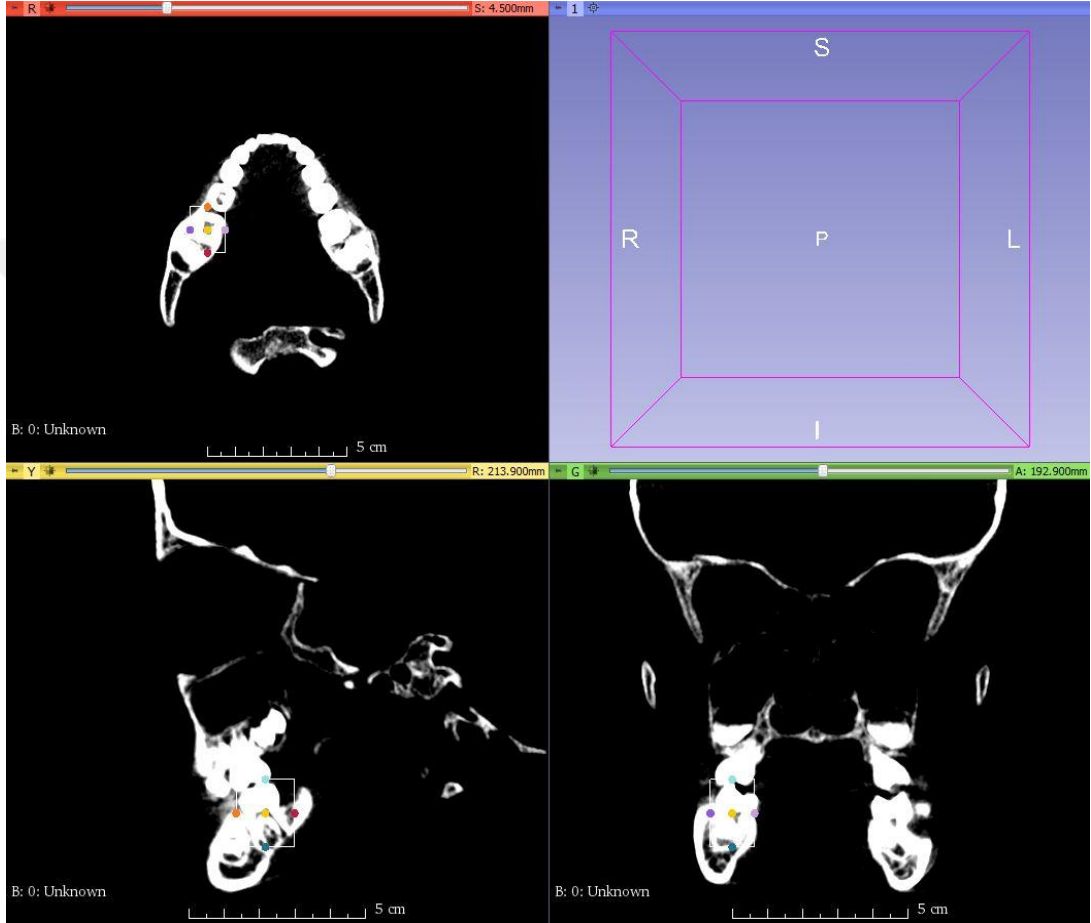 R S: 4.500mm
1
S
R P L
I
B: 0: Unknown
5 cm
Y R: 213.900mm
G A: 192.900mm
B: 0: Unknown
5 cm
B: 0: Unknown
5 cm